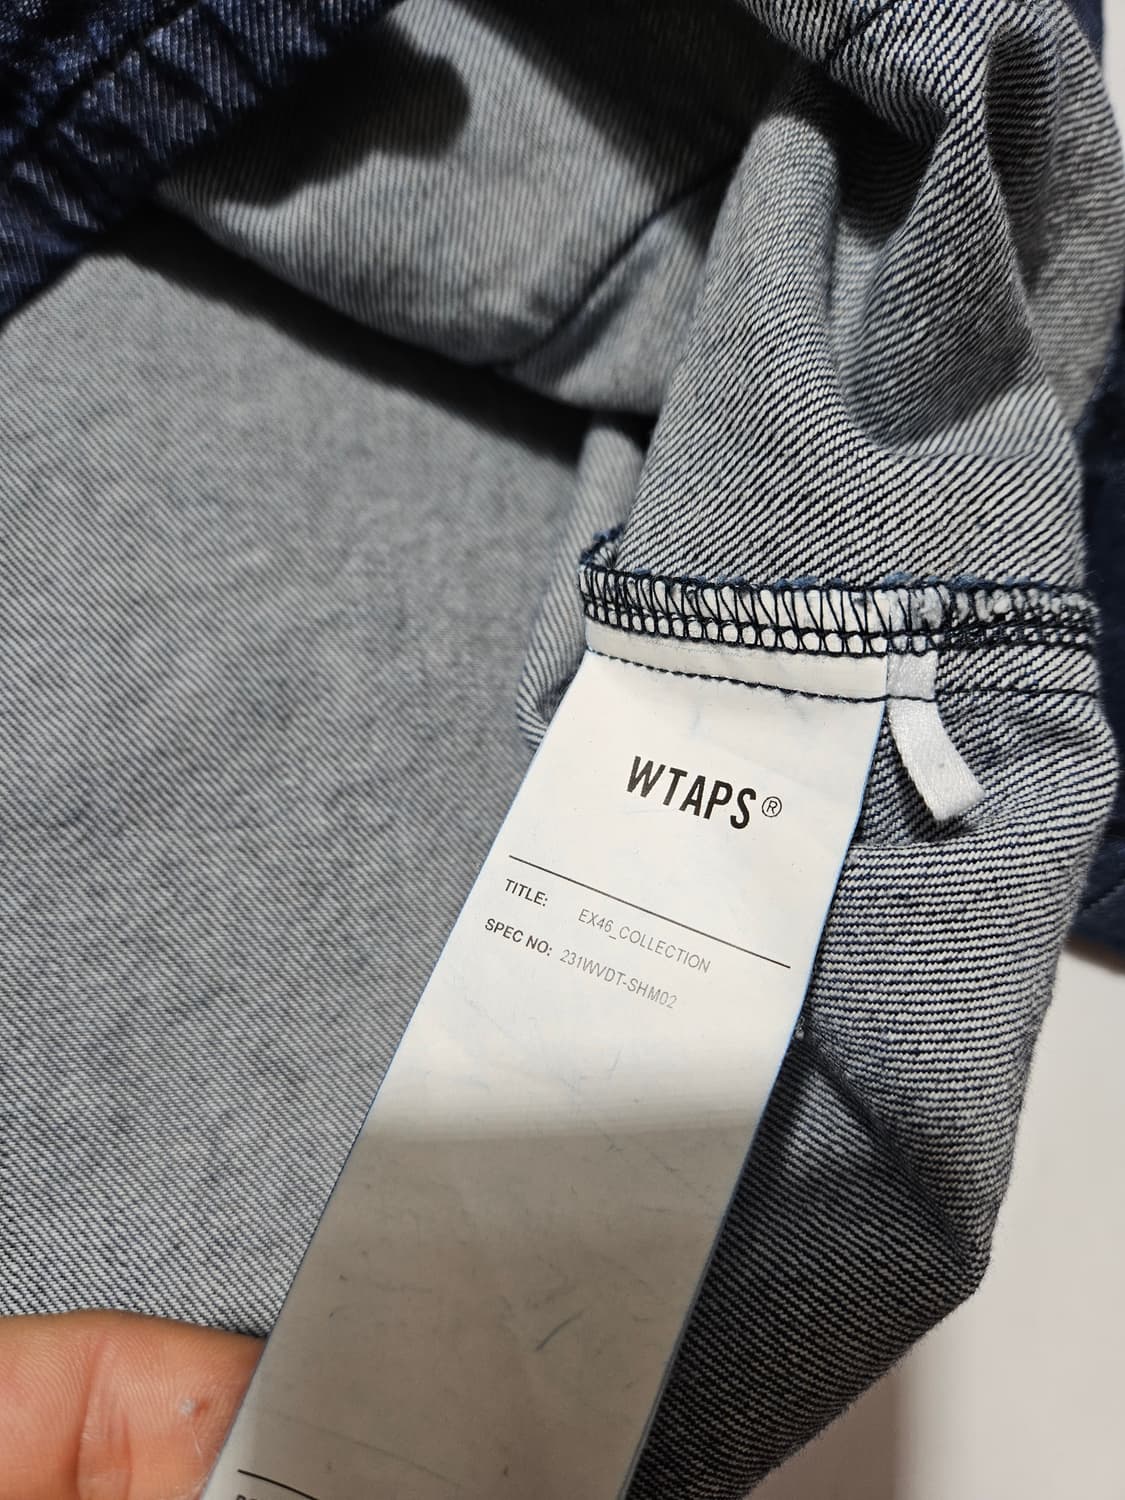 WTAPS®
TITLE: EX46_COLLECTION
SPEC NO: 231WVDT-SHM02